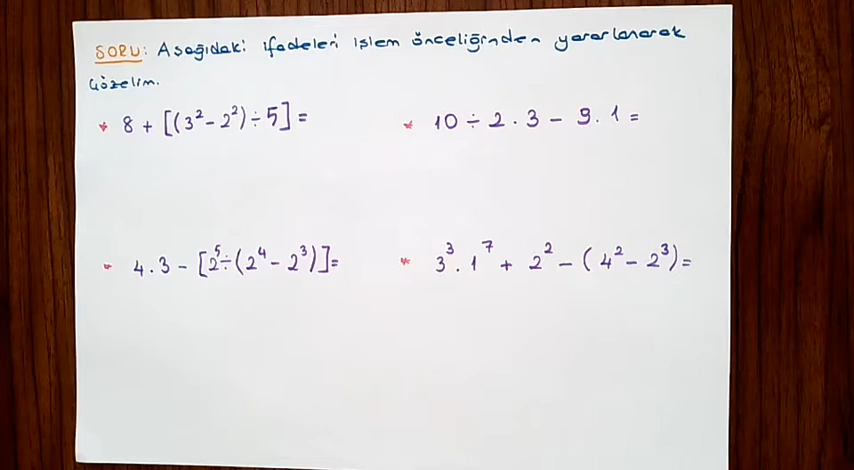 SORU: Aşağıdaki ifadeleri işlem önceliğinden yararlanarak
çözelim.
* 8 + [(3² - 2²) ÷ 5] =
* 10 ÷ 2 . 3 - 9 . 1 =
* 4 . 3 - [2⁵ ÷ (2⁴ - 2³)] =
* 3³ . 1⁷ + 2² - (4² - 2³) =